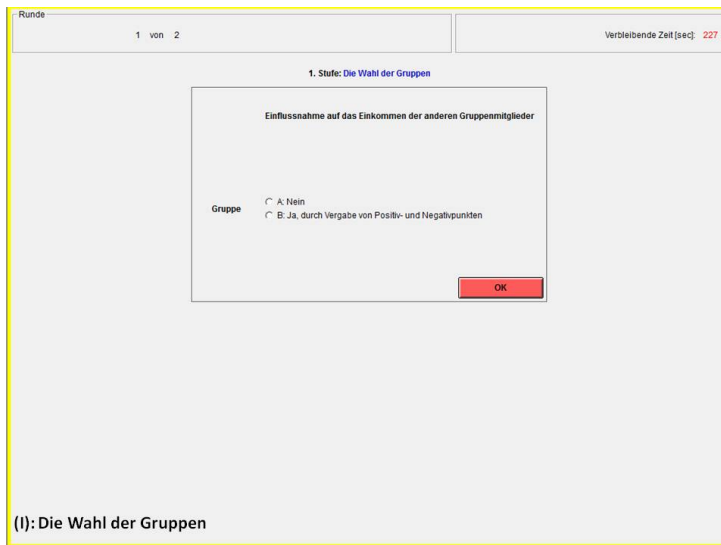 Runde
1 von 2
Verbleibende Zeit [sec]: 227
1. Stufe: Die Wahl der Gruppen
Einflussnahme auf das Einkommen der anderen Gruppenmitglieder
Gruppe
A: Nein
B: Ja, durch Vergabe von Positiv- und Negativpunkten
OK
(I): Die Wahl der Gruppen